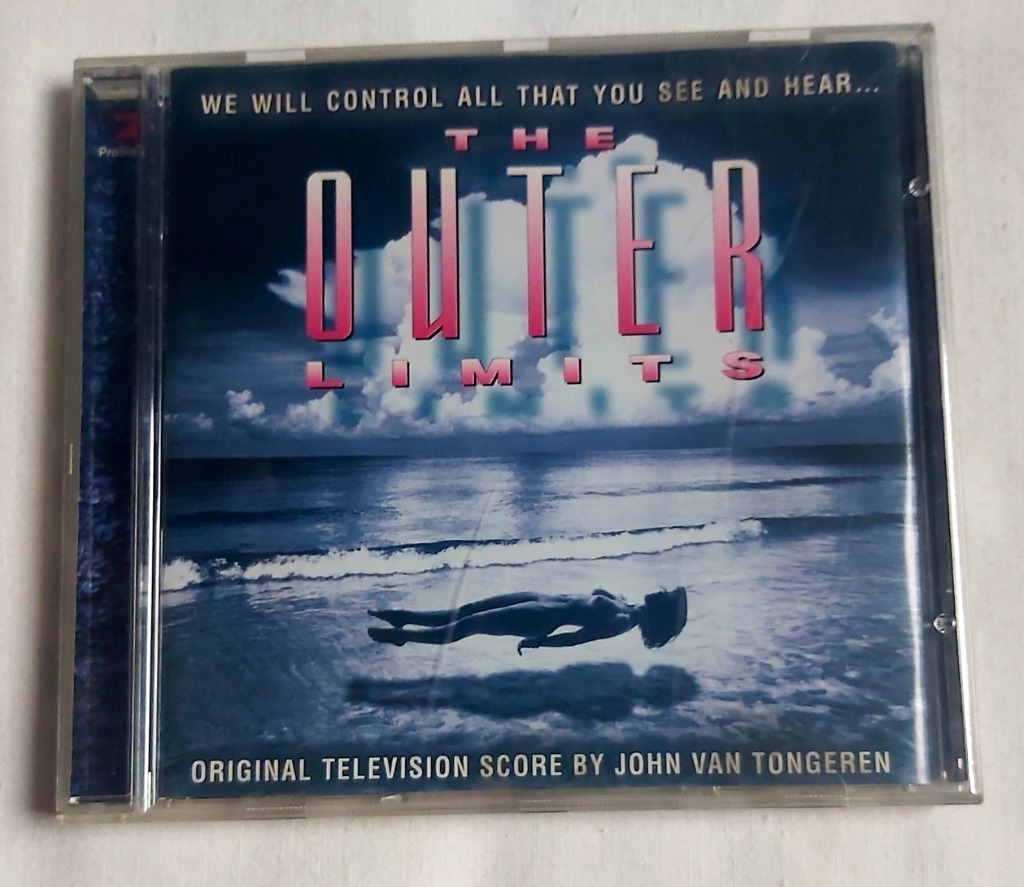 WE WILL CONTROL ALL THAT YOU SEE AND HEAR...
THE
OUTER
LIMITS
ORIGINAL TELEVISION SCORE BY JOHN VAN TONGEREN